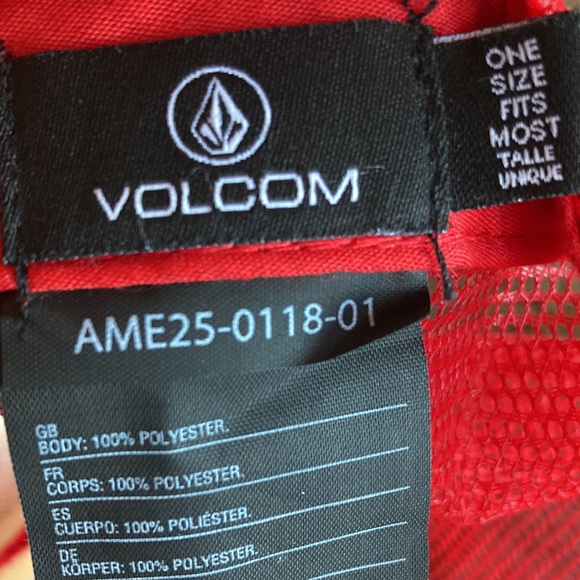 VOLCOM
ONE
SIZE
FITS
MOST
TALLE
UNIQUE
AME25-0118-01
GB
BODY: 100% POLYESTER.
FR
CORPS: 100% POLYESTER.
ES
CUERPO: 100% POLIÉSTER.
DE
KÖRPER: 100% POLYESTER.